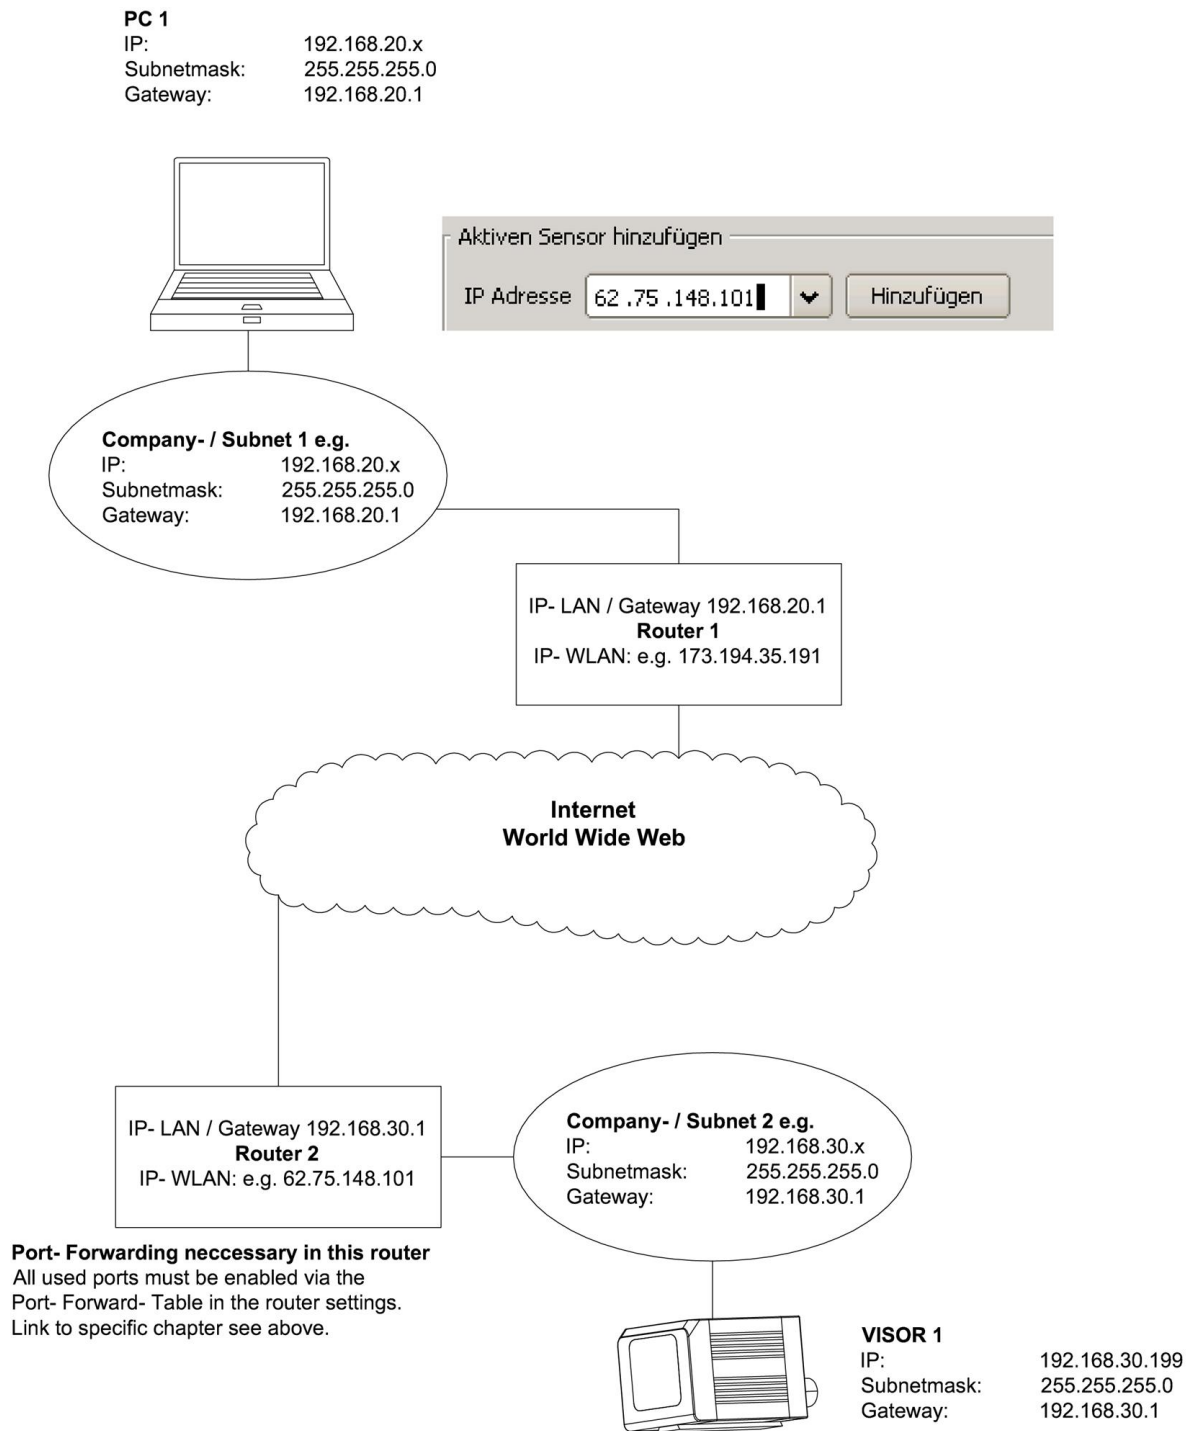 PC 1
IP: 192.168.20.x
Subnetmask: 255.255.255.0
Gateway: 192.168.20.1
Aktiven Sensor hinzufügen
IP Adresse 62 .75 .148.101 Hinzufügen
Company- / Subnet 1 e.g.
IP: 192.168.20.x
Subnetmask: 255.255.255.0
Gateway: 192.168.20.1
IP- LAN / Gateway 192.168.20.1
Router 1
IP- WLAN: e.g. 173.194.35.191
Internet
World Wide Web
IP- LAN / Gateway 192.168.30.1
Router 2
IP- WLAN: e.g. 62.75.148.101
Company- / Subnet 2 e.g.
IP: 192.168.30.x
Subnetmask: 255.255.255.0
Gateway: 192.168.30.1
Port- Forwarding neccessary in this router
All used ports must be enabled via the
Port- Forward- Table in the router settings.
Link to specific chapter see above.
VISOR 1
IP: 192.168.30.199
Subnetmask: 255.255.255.0
Gateway: 192.168.30.1